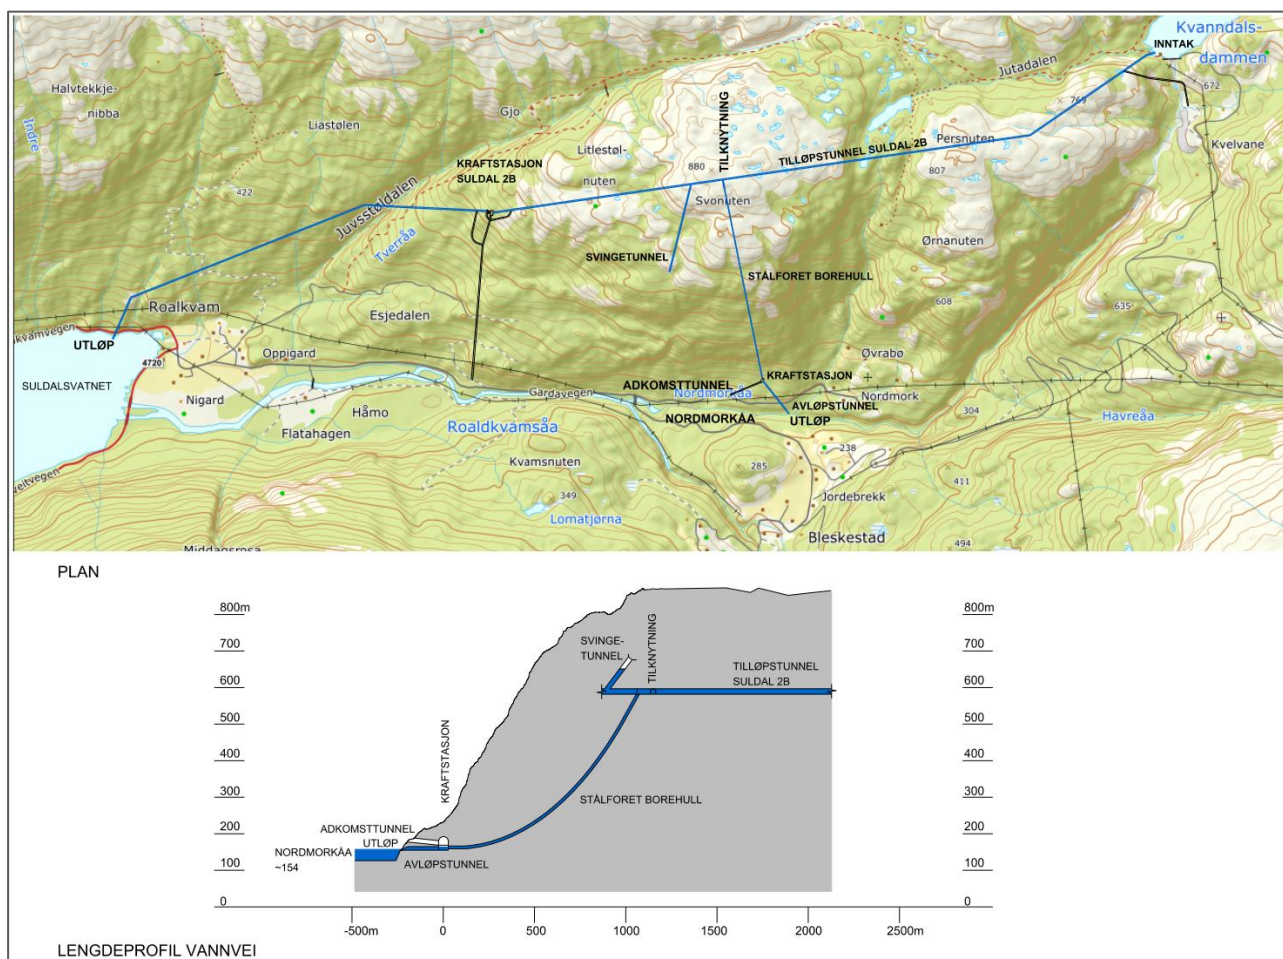 Kvanndals-
dammen
INNTAK
Jutadalen
672
Halvtekkje-
nibba
Indre
Liastølen
Gjo
Litlestøl-
nuten
880
TILKNYTNING
769
Persnuten
TILLØPSTUNNEL SULDAL 2B
Kvelvane
KRAFTSTASJON
SULDAL 2B
807
422
Juvsstøldalen
Tverråa
Svonuten
Ørnanuten
SVINGETUNNEL
STÅLFORET BOREHULL
608
635
Roalkvam
Esjedalen
kvamvegen
UTLØP
4720
Oppigard
Øvrabø
SULDALSVATNET
Nigard
Håmo
Flatahagen
Gardavegen
ADKOMSTTUNNEL
Nordmorkåa
KRAFTSTASJON
Nordmork
NORDMORKÅA
AVLØPSTUNNEL
UTLØP
304
Havreåa
Roaldkvamsåa
238
Kvamsnuten
285
411
349
Jordebrekk
Lomatjørna
Bleskestad
494
eitvegen
Middagsrosa
PLAN
800m
700
600
500
400
300
200
100
0
SVINGE-
TUNNEL
TILKNYTNING
TILLØPSTUNNEL
SULDAL 2B
KRAFTSTASJON
STÅLFORET BOREHULL
ADKOMSTTUNNEL
UTLØP
NORDMORKÅA
~154
AVLØPSTUNNEL
800m
700
600
500
400
300
200
100
0
-500m 0 500 1000 1500 2000 2500m
LENGDEPROFIL VANNVEI